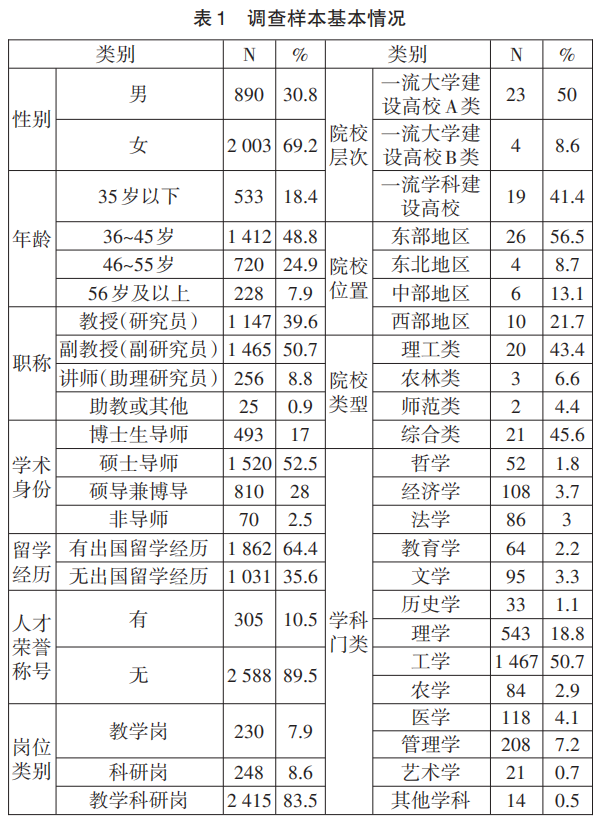 表1 调查样本基本情况
类别 N % 类别 N %
性别 男 890 30.8
女 2 003 69.2
年龄 35岁以下 533 18.4
36~45岁 1 412 48.8
46~55岁 720 24.9
56岁及以上 228 7.9
职称 教授(研究员) 1 147 39.6
副教授(副研究员) 1 465 50.7
讲师(助理研究员) 256 8.8
助教或其他 25 0.9
学术
身份
博士生导师 493 17
硕士导师 1 520 52.5
硕导兼博导 810 28
非导师 70 2.5
留学
经历
有出国留学经历 1 862 64.4
无出国留学经历 1 031 35.6
人才
荣誉
称号
有 305 10.5
无 2 588 89.5
岗位
类别
教学岗 230 7.9
科研岗 248 8.6
教学科研岗 2 415 83.5
院校
层次
一流大学建
设高校A类 23 50
一流大学建
设高校B类 4 8.6
一流学科建
设高校 19 41.4
院校
位置
东部地区 26 56.5
东北地区 4 8.7
中部地区 6 13.1
西部地区 10 21.7
院校
类型
理工类 20 43.4
农林类 3 6.6
师范类 2 4.4
综合类 21 45.6
学科
门类
哲学 52 1.8
经济学 108 3.7
法学 86 3
教育学 64 2.2
文学 95 3.3
历史学 33 1.1
理学 543 18.8
工学 1 467 50.7
农学 84 2.9
医学 118 4.1
管理学 208 7.2
艺术学 21 0.7
其他学科 14 0.5